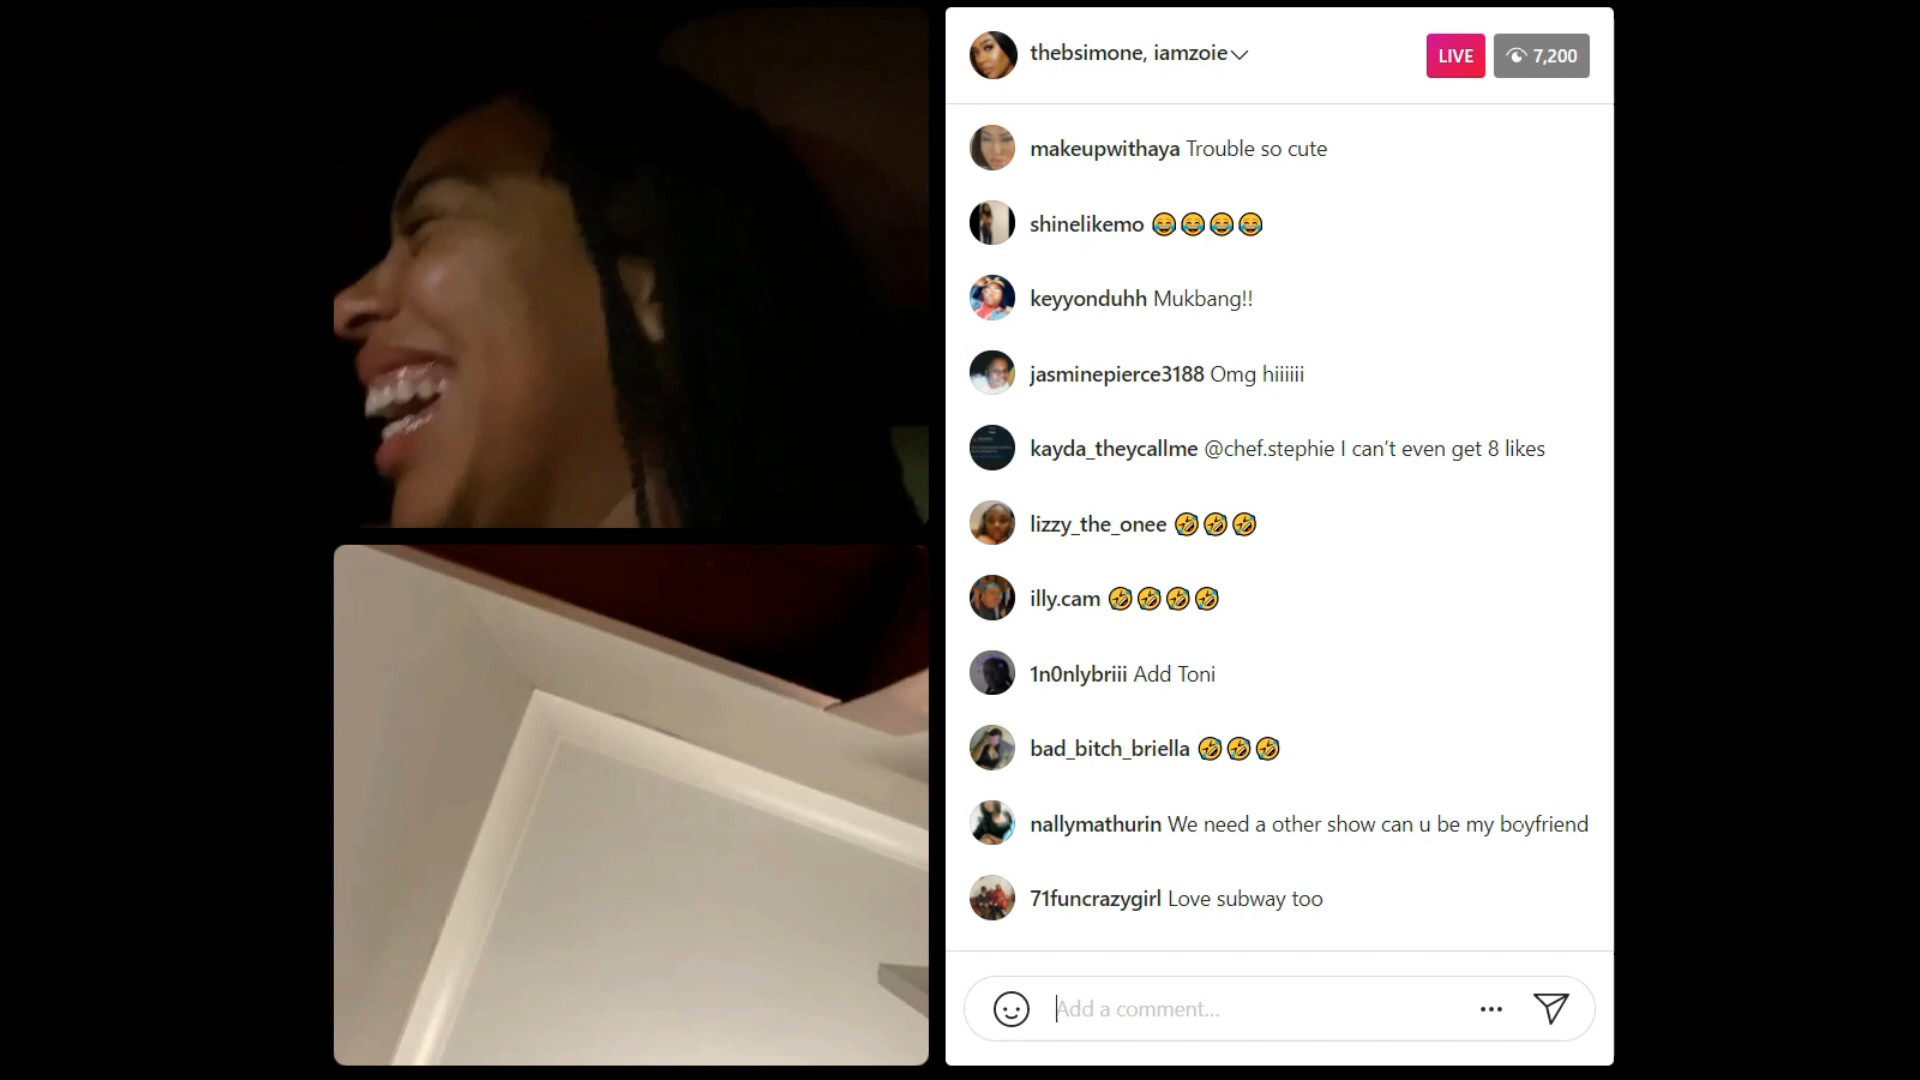 thebsimone, iamzoie
LIVE
7,200
makeupwithaya Trouble so cute
shinelikemo 😂😂😂😂
keyyonduhh Mukbang!!
jasminepierce3188 Omg hiiiiii
kayda_theycallme @chef.stephie I can’t even get 8 likes
lizzy_the_onee 🤣🤣🤣
illy.cam 🤣🤣🤣🤣
1n0nlybriii Add Toni
bad_bitch_briella 🤣🤣🤣
nallymathurin We need a other show can u be my boyfriend
71funcrazygirl Love subway too
Add a comment...